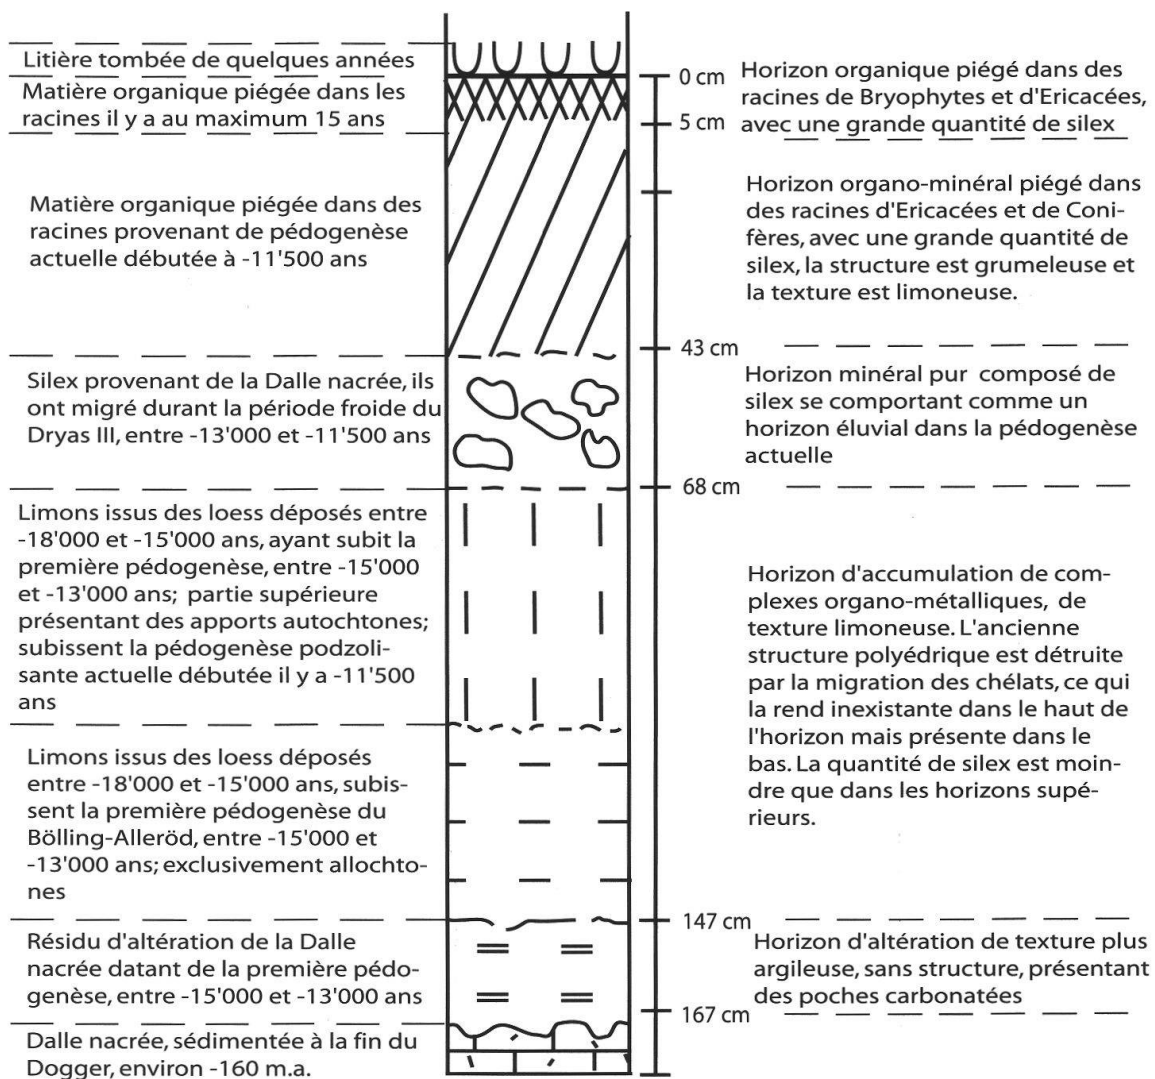 Litière tombée de quelques années
Matière organique piégée dans les
racines il y a au maximum 15 ans
Matière organique piégée dans des
racines provenant de pédogenèse
actuelle débutée à -11'500 ans
Silex provenant de la Dalle nacrée, ils
ont migré durant la période froide du
Dryas III, entre -13'000 et -11'500 ans
Limons issus des loess déposés entre
-18'000 et -15'000 ans, ayant subit la
première pédogenèse, entre -15'000
et -13'000 ans; partie supérieure
présentant des apports autochtones;
subissent la pédogenèse podzoli-
sante actuelle débutée il y a -11'500
ans
Limons issus des loess déposés
entre -18'000 et -15'000 ans, subis-
sent la première pédogenèse du
Bölling-Alleröd, entre -15'000 et
-13'000 ans; exclusivement allochto-
nes
Résidu d'altération de la Dalle
nacrée datant de la première pédo-
genèse, entre -15'000 et -13'000 ans
Dalle nacrée, sédimentée à la fin du
Dogger, environ -160 m.a.
0 cm
5 cm
43 cm
68 cm
147 cm
167 cm
Horizon organique piégé dans des
racines de Bryophytes et d'Ericacées,
avec une grande quantité de silex
Horizon organo-minéral piégé dans
des racines d'Ericacées et de Coni-
fères, avec une grande quantité de
silex, la structure est grumeleuse et
la texture est limoneuse.
Horizon minéral pur composé de
silex se comportant comme un
horizon éluvial dans la pédogenèse
actuelle
Horizon d'accumulation de com-
plexes organo-métalliques, de
texture limoneuse. L'ancienne
structure polyédrique est détruite
par la migration des chélats, ce qui
la rend inexistante dans le haut de
l'horizon mais présente dans le
bas. La quantité de silex est moin-
dre que dans les horizons supé-
rieurs.
Horizon d'altération de texture plus
argileuse, sans structure, présentant
des poches carbonatées